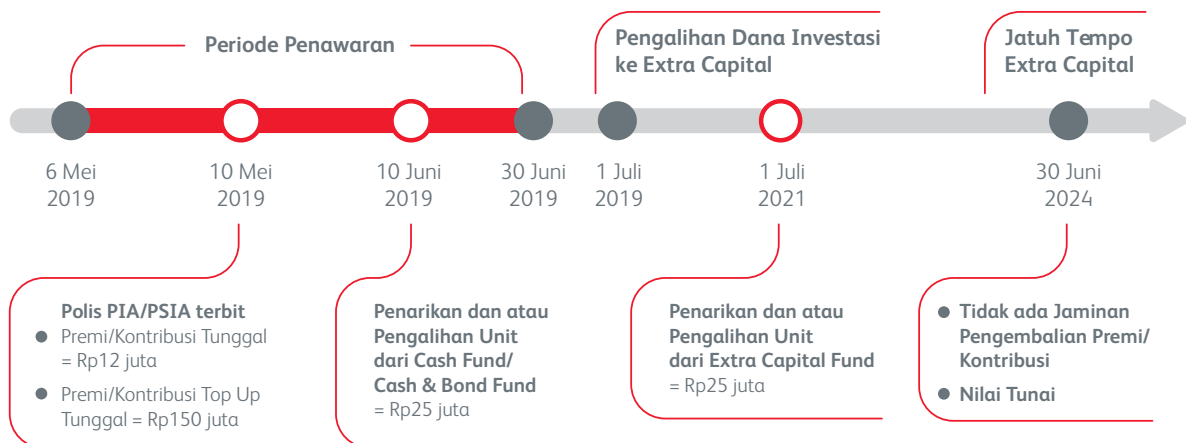 Periode Penawaran
Pengalihan Dana Investasi
ke Extra Capital
Jatuh Tempo
Extra Capital
6 Mei
2019
10 Mei
2019
10 Juni
2019
30 Juni
2019
1 Juli
2019
1 Juli
2021
30 Juni
2024
Polis PIA/PSIA terbit
Premi/Kontribusi Tunggal
= Rp12 juta
Premi/Kontribusi Top Up
Tunggal = Rp150 juta
Penarikan dan atau
Pengalihan Unit
dari Cash Fund/
Cash & Bond Fund
= Rp25 juta
Penarikan dan atau
Pengalihan Unit
dari Extra Capital Fund
= Rp25 juta
Tidak ada Jaminan
Pengembalian Premi/
Kontribusi
Nilai Tunai